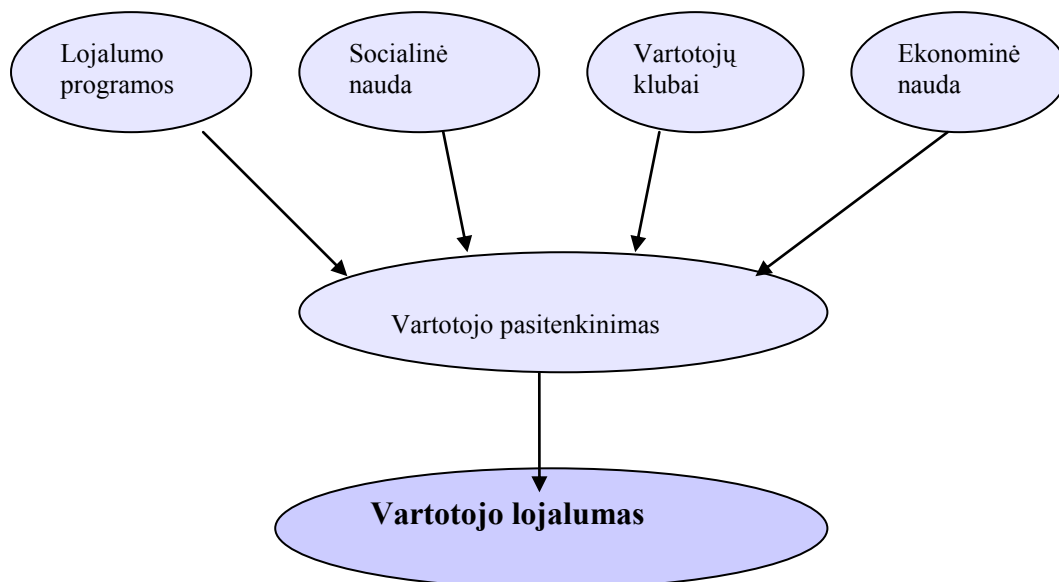 Lojalumo
programos
Socialinė
nauda
Vartotojų
klubai
Ekonominė
nauda
Vartotojo pasitenkinimas
Vartotojo lojalumas